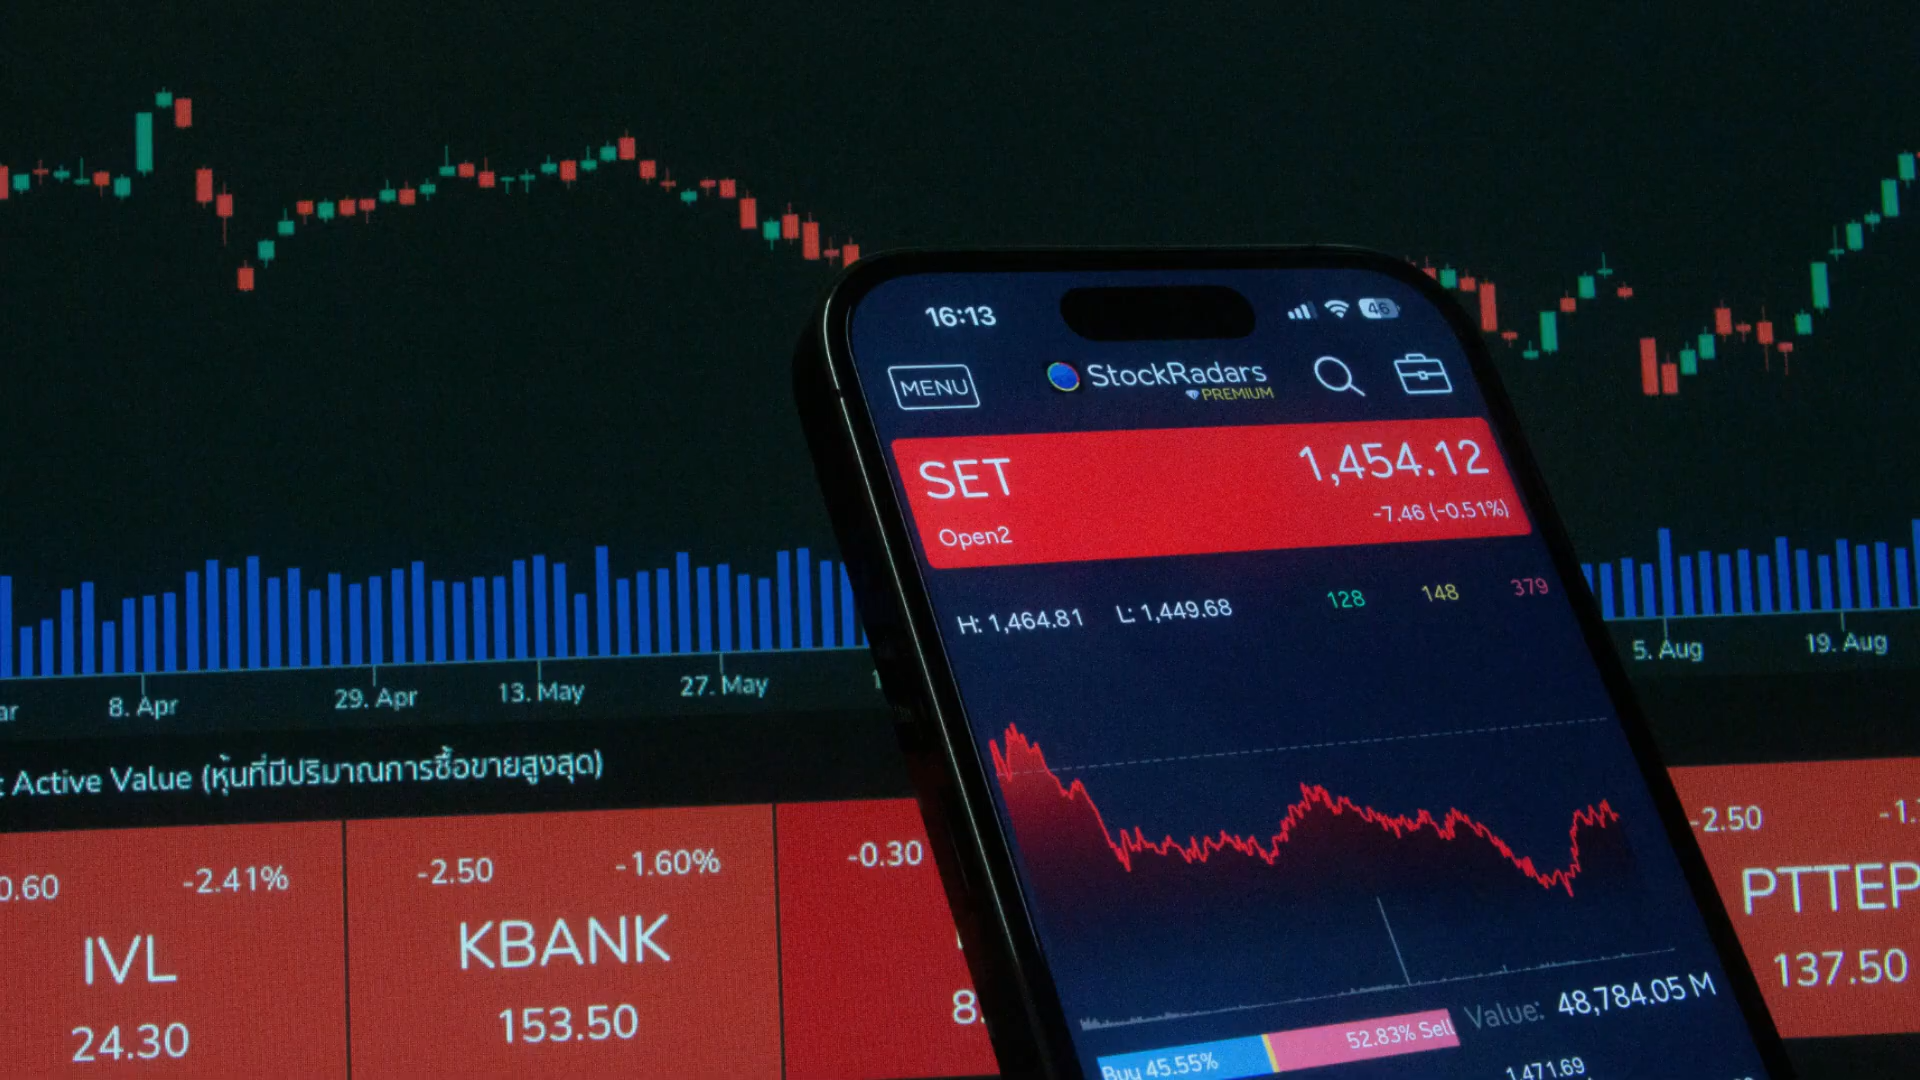 16:13
46
MENU
StockRadars
PREMIUM
SET
1,454.12
Open2
-7.46 (-0.51%)
H: 1,464.81
L: 1,449.68
128
148
379
Value: 48,784.05 M
Buy 45.55%
52.83% Sell
1,471.69
8. Apr
29. Apr
13. May
27. May
5. Aug
19. Aug
Active Value (หุ้นที่มีปริมาณการซื้อขายสูงสุด)
0.60
-2.41%
IVL
24.30
-2.50
-1.60%
KBANK
153.50
-0.30
8.
-2.50
-1.
PTTEP
137.50